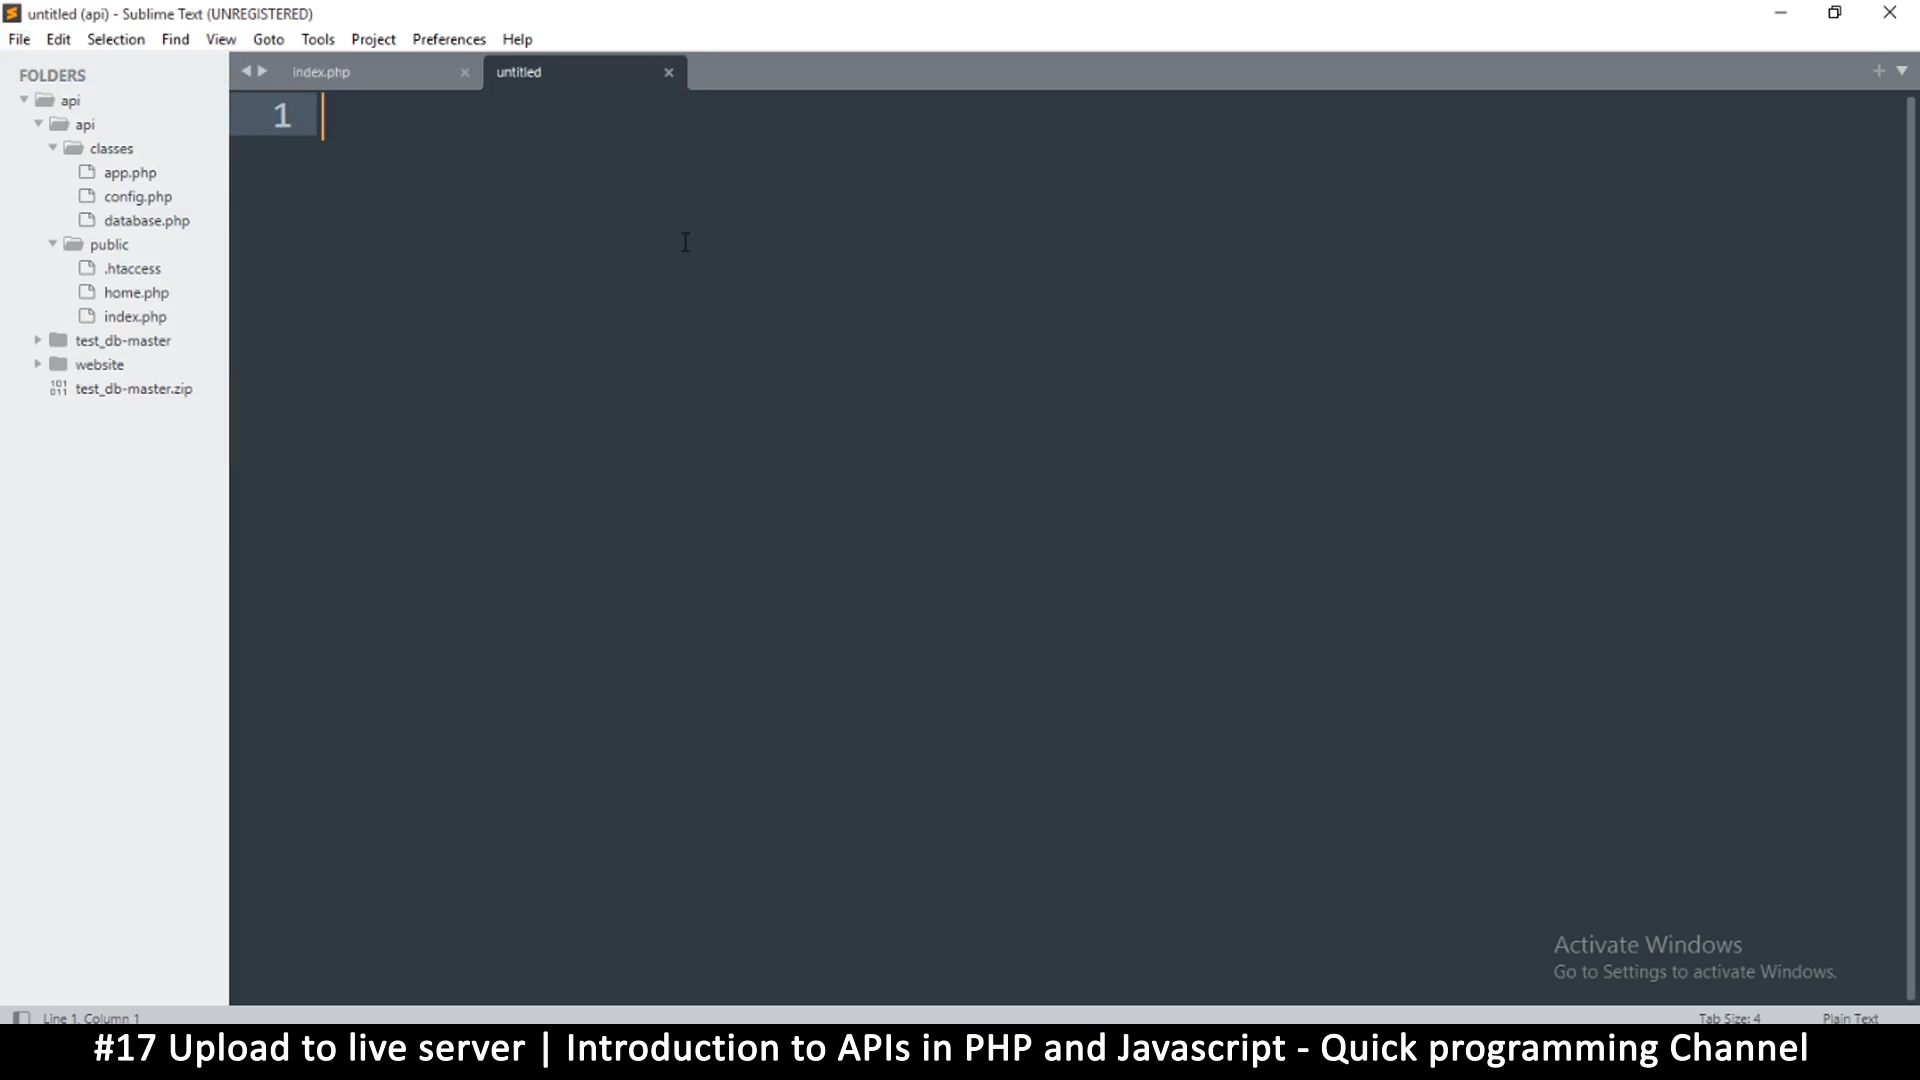 untitled (api) - Sublime Text (UNREGISTERED)
File Edit Selection Find View Goto Tools Project Preferences Help
FOLDERS
index.php
untitled
api
api
classes
app.php
config.php
database.php
public
.htaccess
home.php
index.php
test_db-master
website
test_db-master.zip
1
Activate Windows
Go to Settings to activate Windows.
Line 1, Column 1
Tab Size: 4
Plain Text
#17 Upload to live server | Introduction to APIs in PHP and Javascript - Quick programming Channel